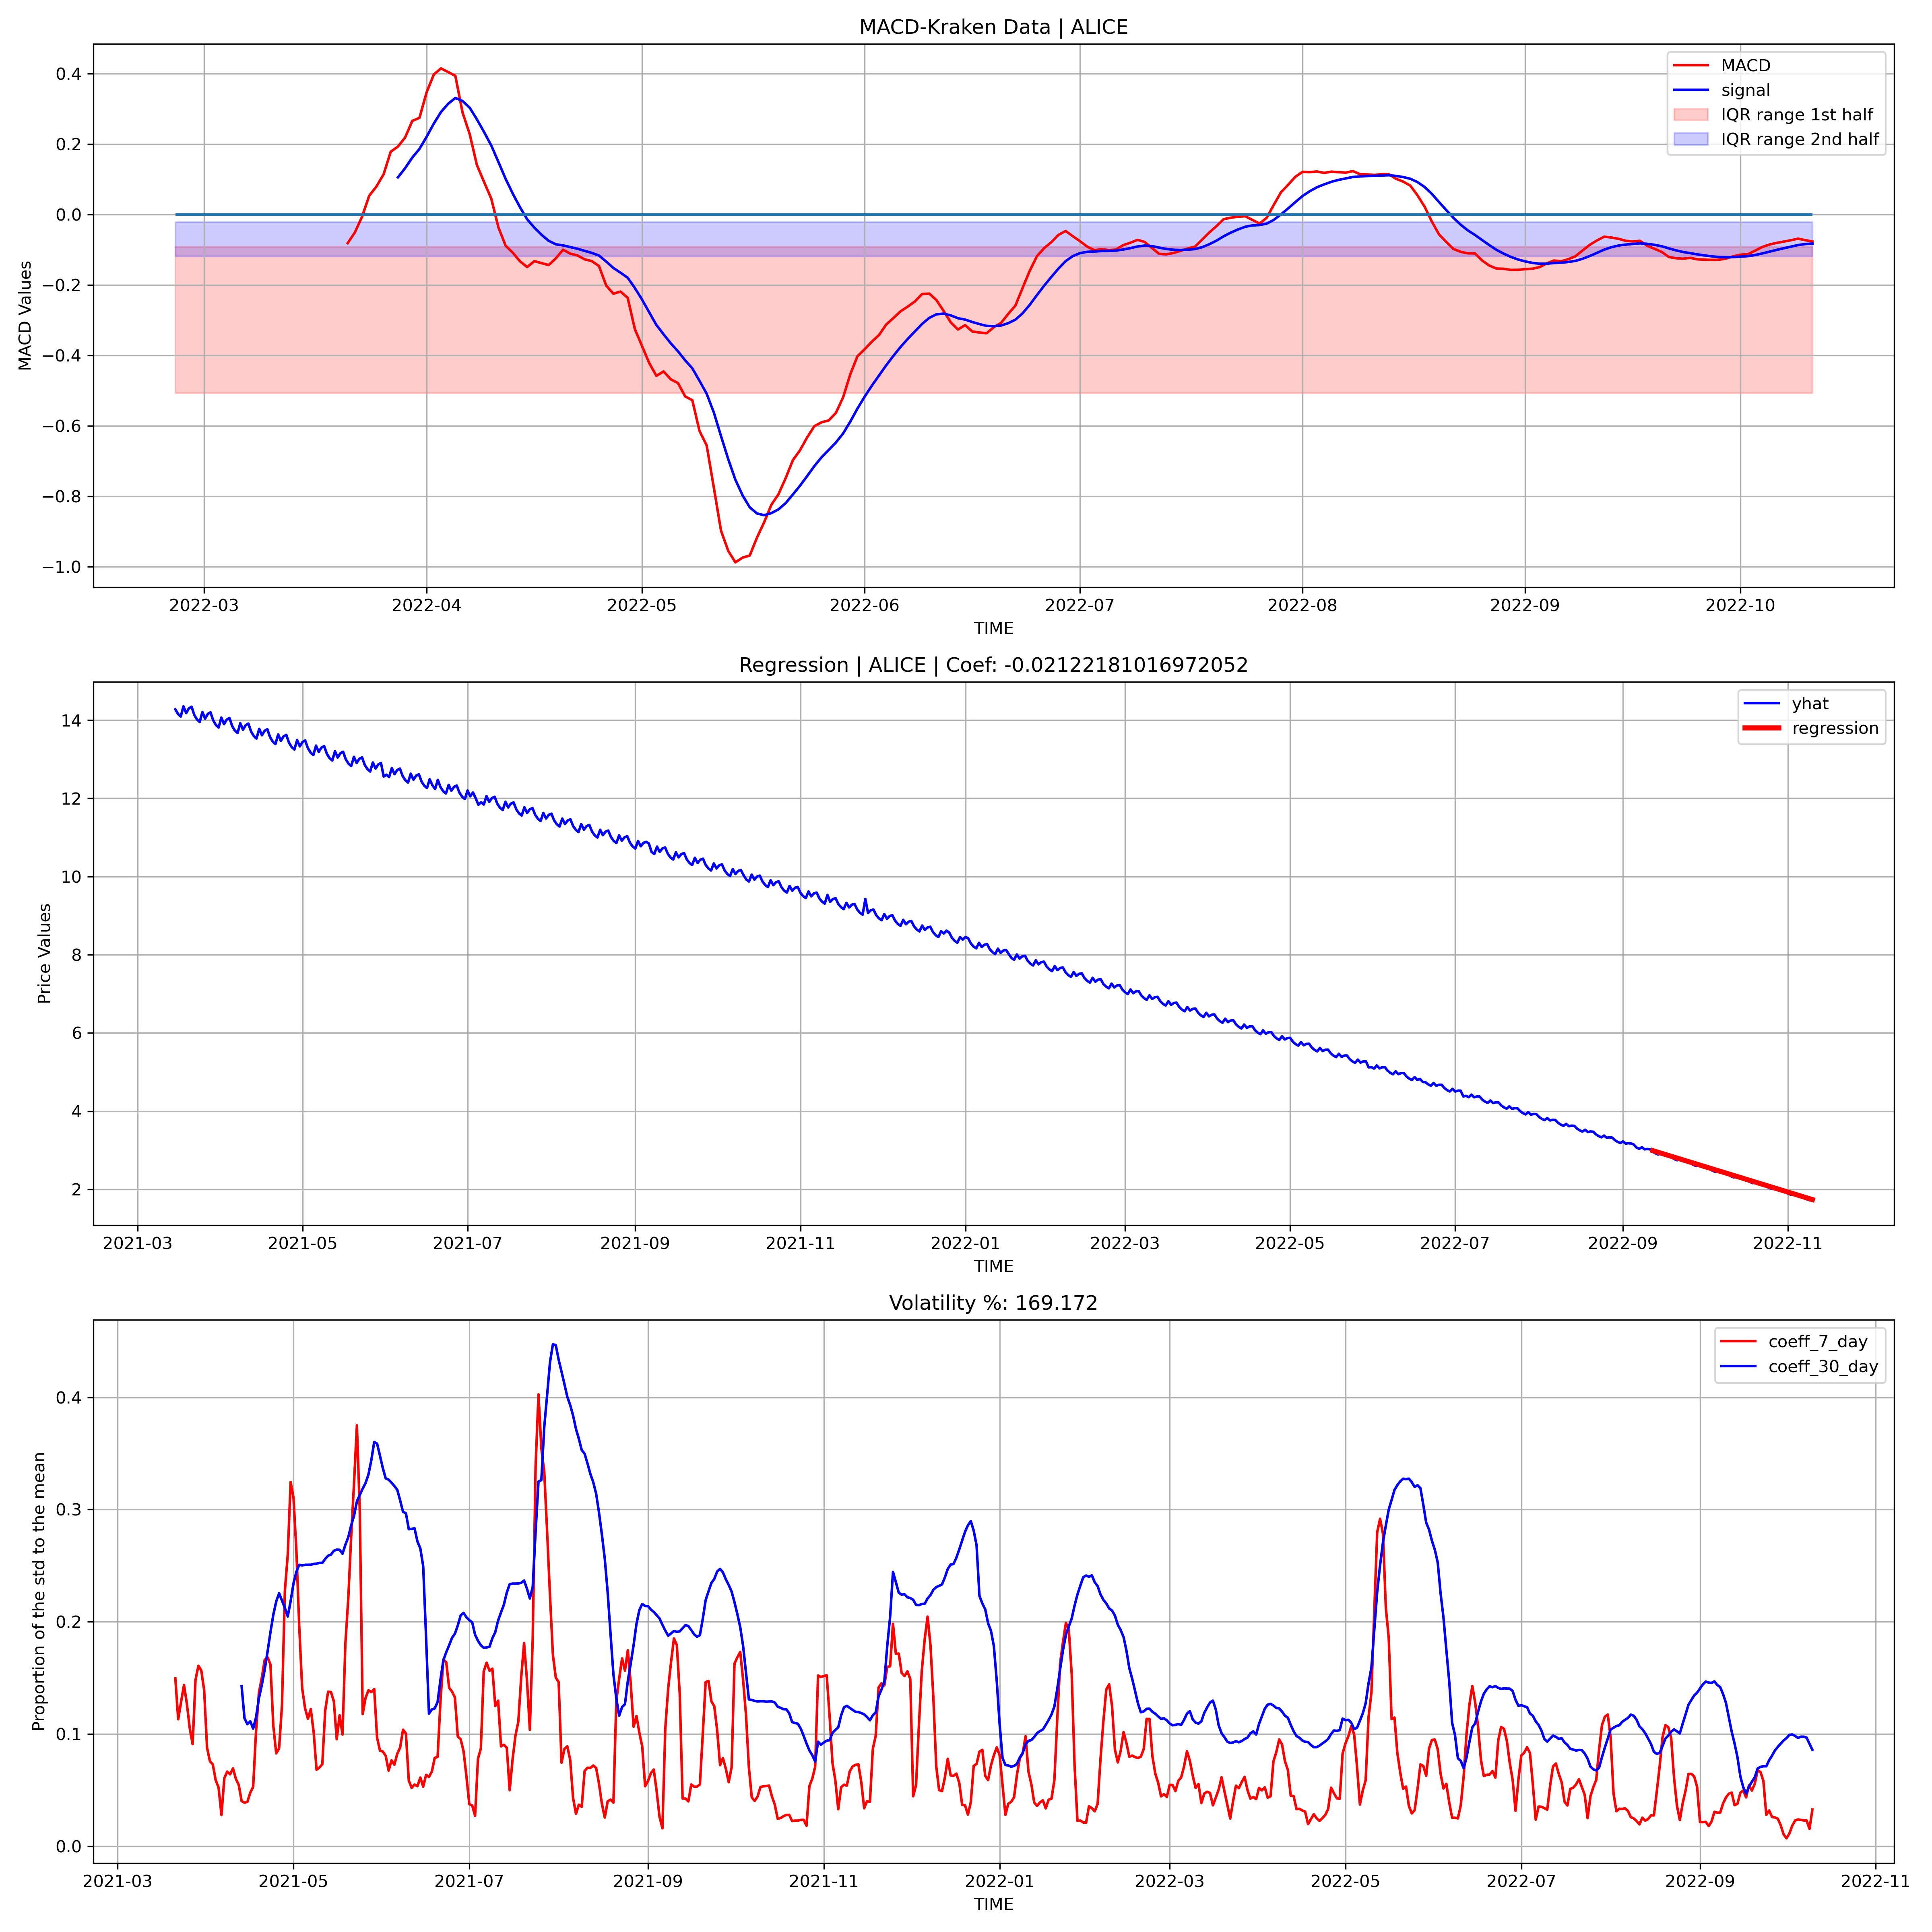 MACD-Kraken Data | ALICE
MACD
signal
IQR range 1st half
IQR range 2nd half
0.4
0.2
0.0
−0.2
−0.4
−0.6
−0.8
−1.0
MACD Values
2022-03 2022-04 2022-05 2022-06 2022-07 2022-08 2022-09 2022-10
TIME
Regression | ALICE | Coef: -0.02122181016972052
yhat
regression
14
12
10
8
6
4
2
Price Values
2021-03 2021-05 2021-07 2021-09 2021-11 2022-01 2022-03 2022-05 2022-07 2022-09 2022-11
TIME
Volatility %: 169.172
coeff_7_day
coeff_30_day
0.4
0.3
0.2
0.1
0.0
Proportion of the std to the mean
2021-03 2021-05 2021-07 2021-09 2021-11 2022-01 2022-03 2022-05 2022-07 2022-09 2022-11
TIME